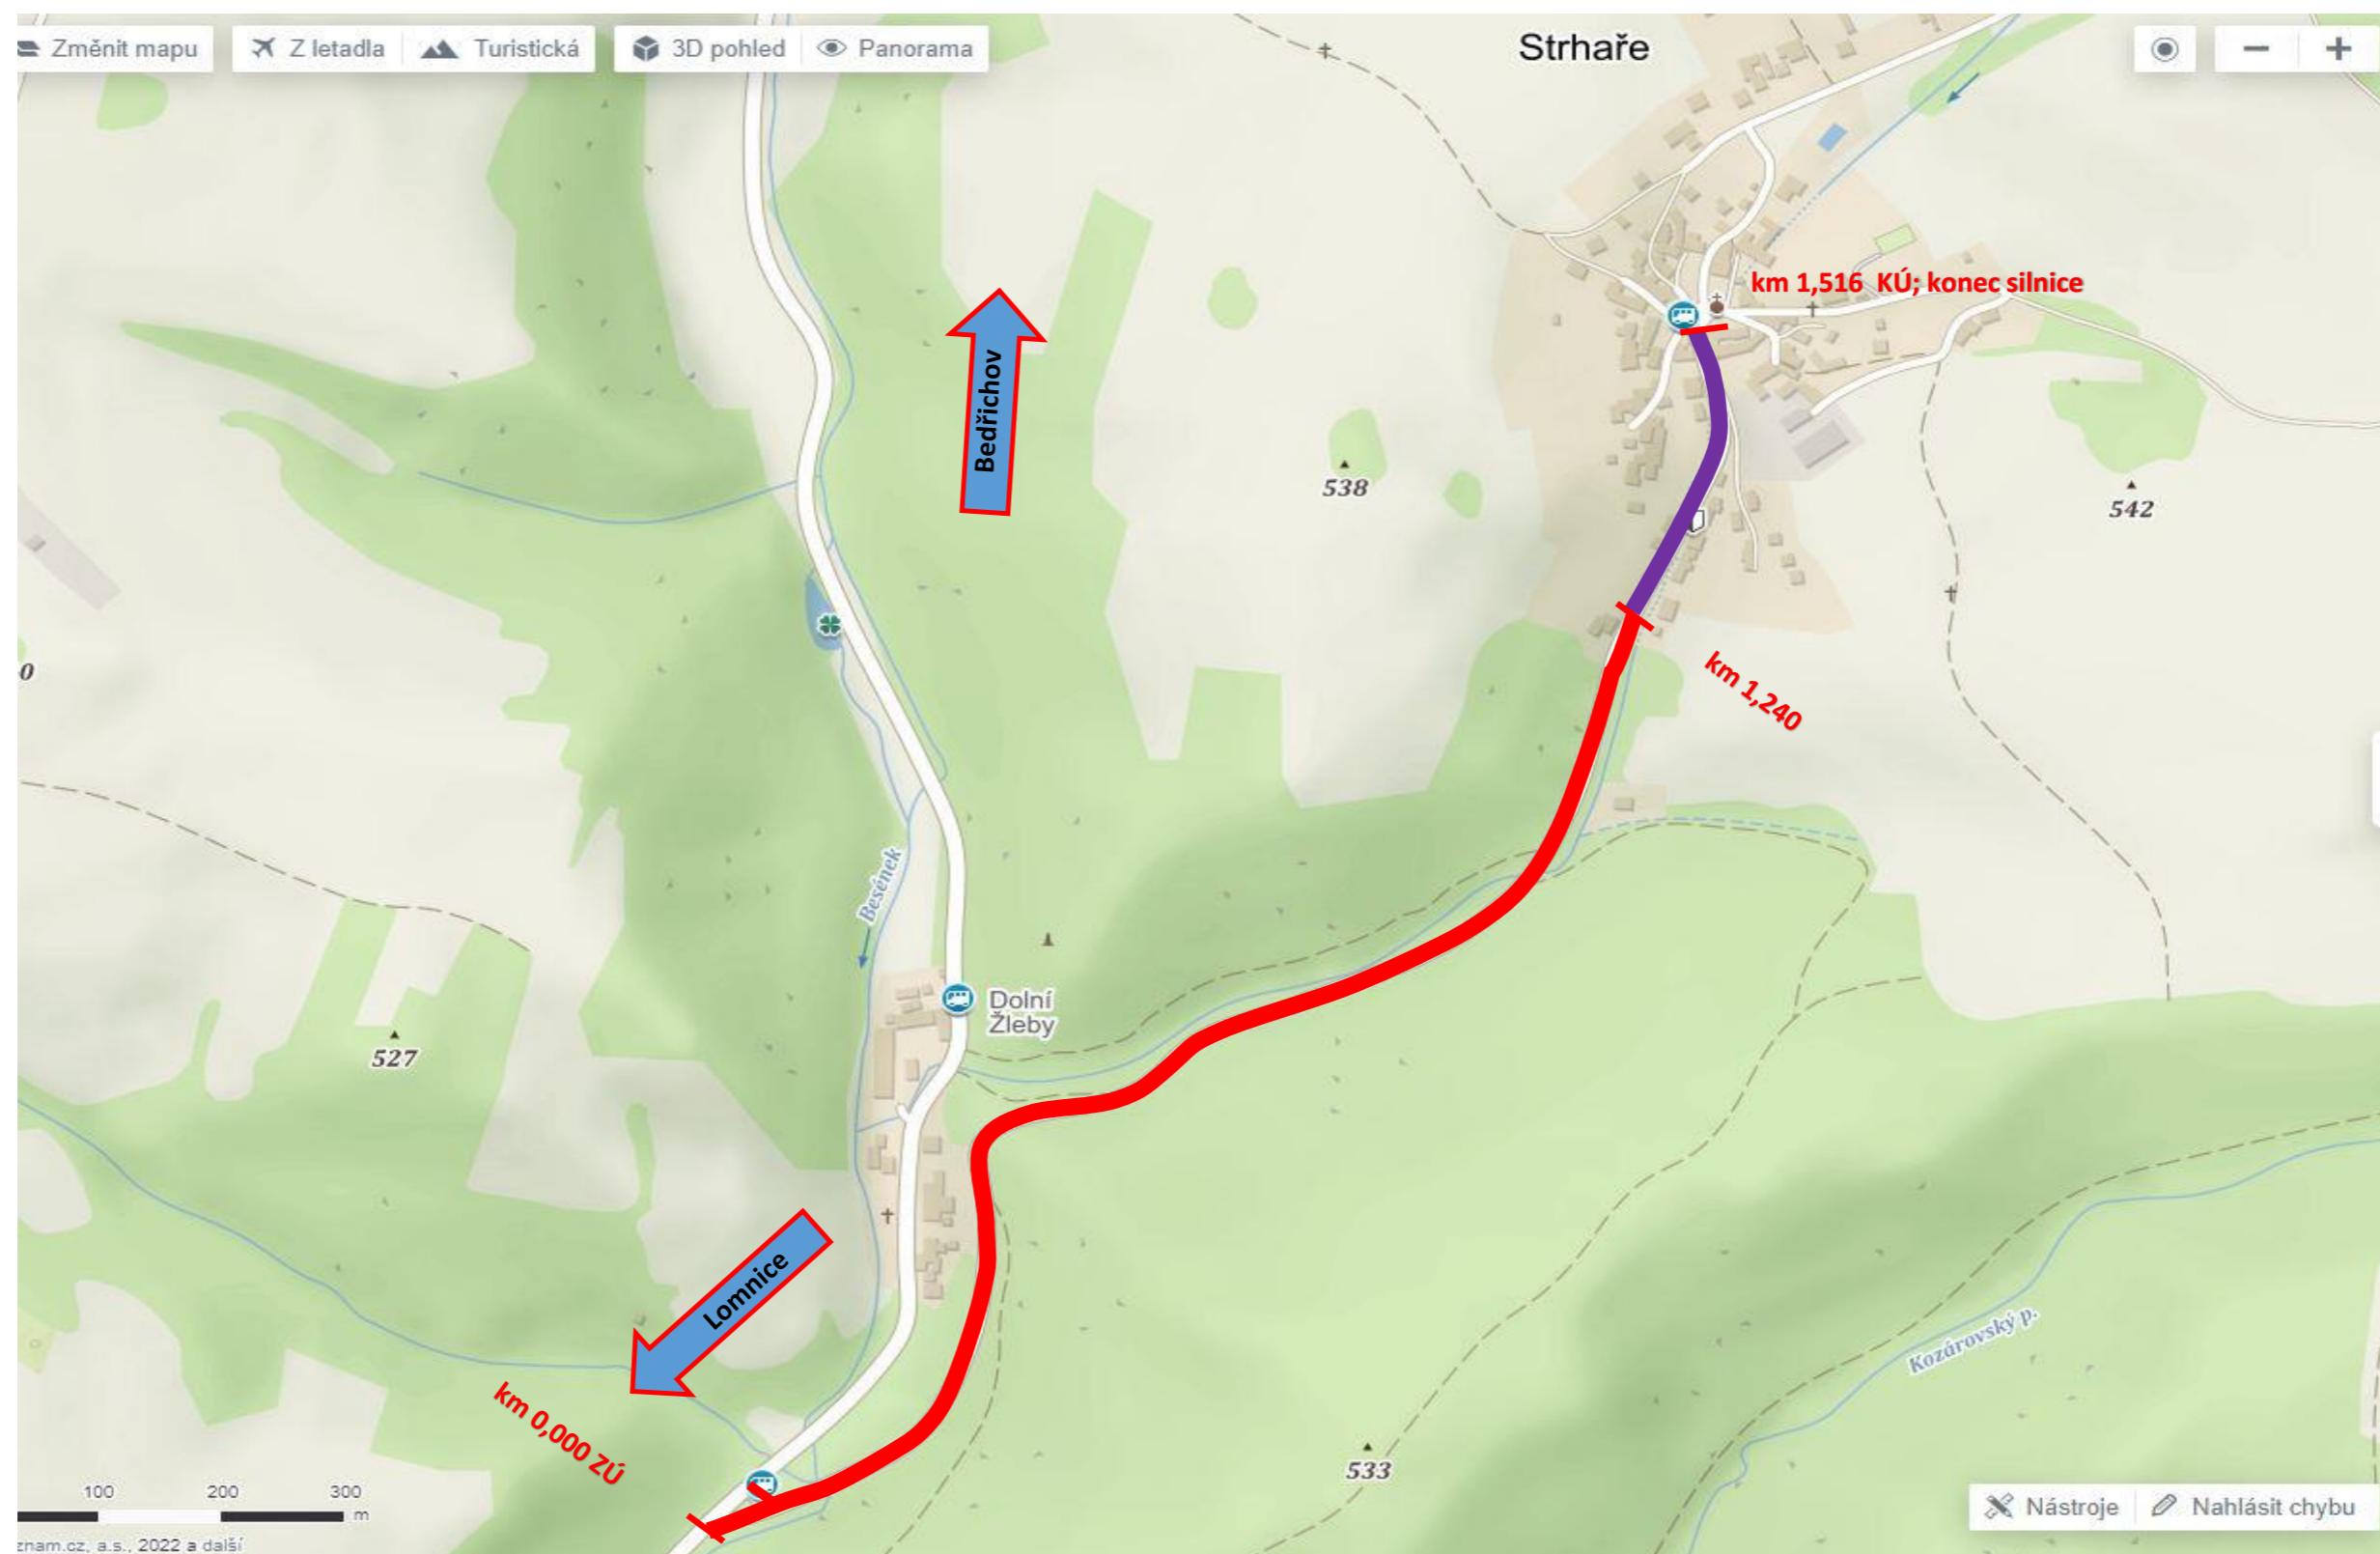 Změnit mapu
Z letadla
Turistická
3D pohled
Panorama
Strhaře
km 1,516 KÚ; konec silnice
Bedřichov
538
542
0
km 1,240
Besének
Dolní
Žleby
527
Lomnice
Kozárovský p.
km 0,000 ZÚ
533
100
200
300
m
Nástroje
Nahlásit chybu
znam.cz, a.s., 2022 a další